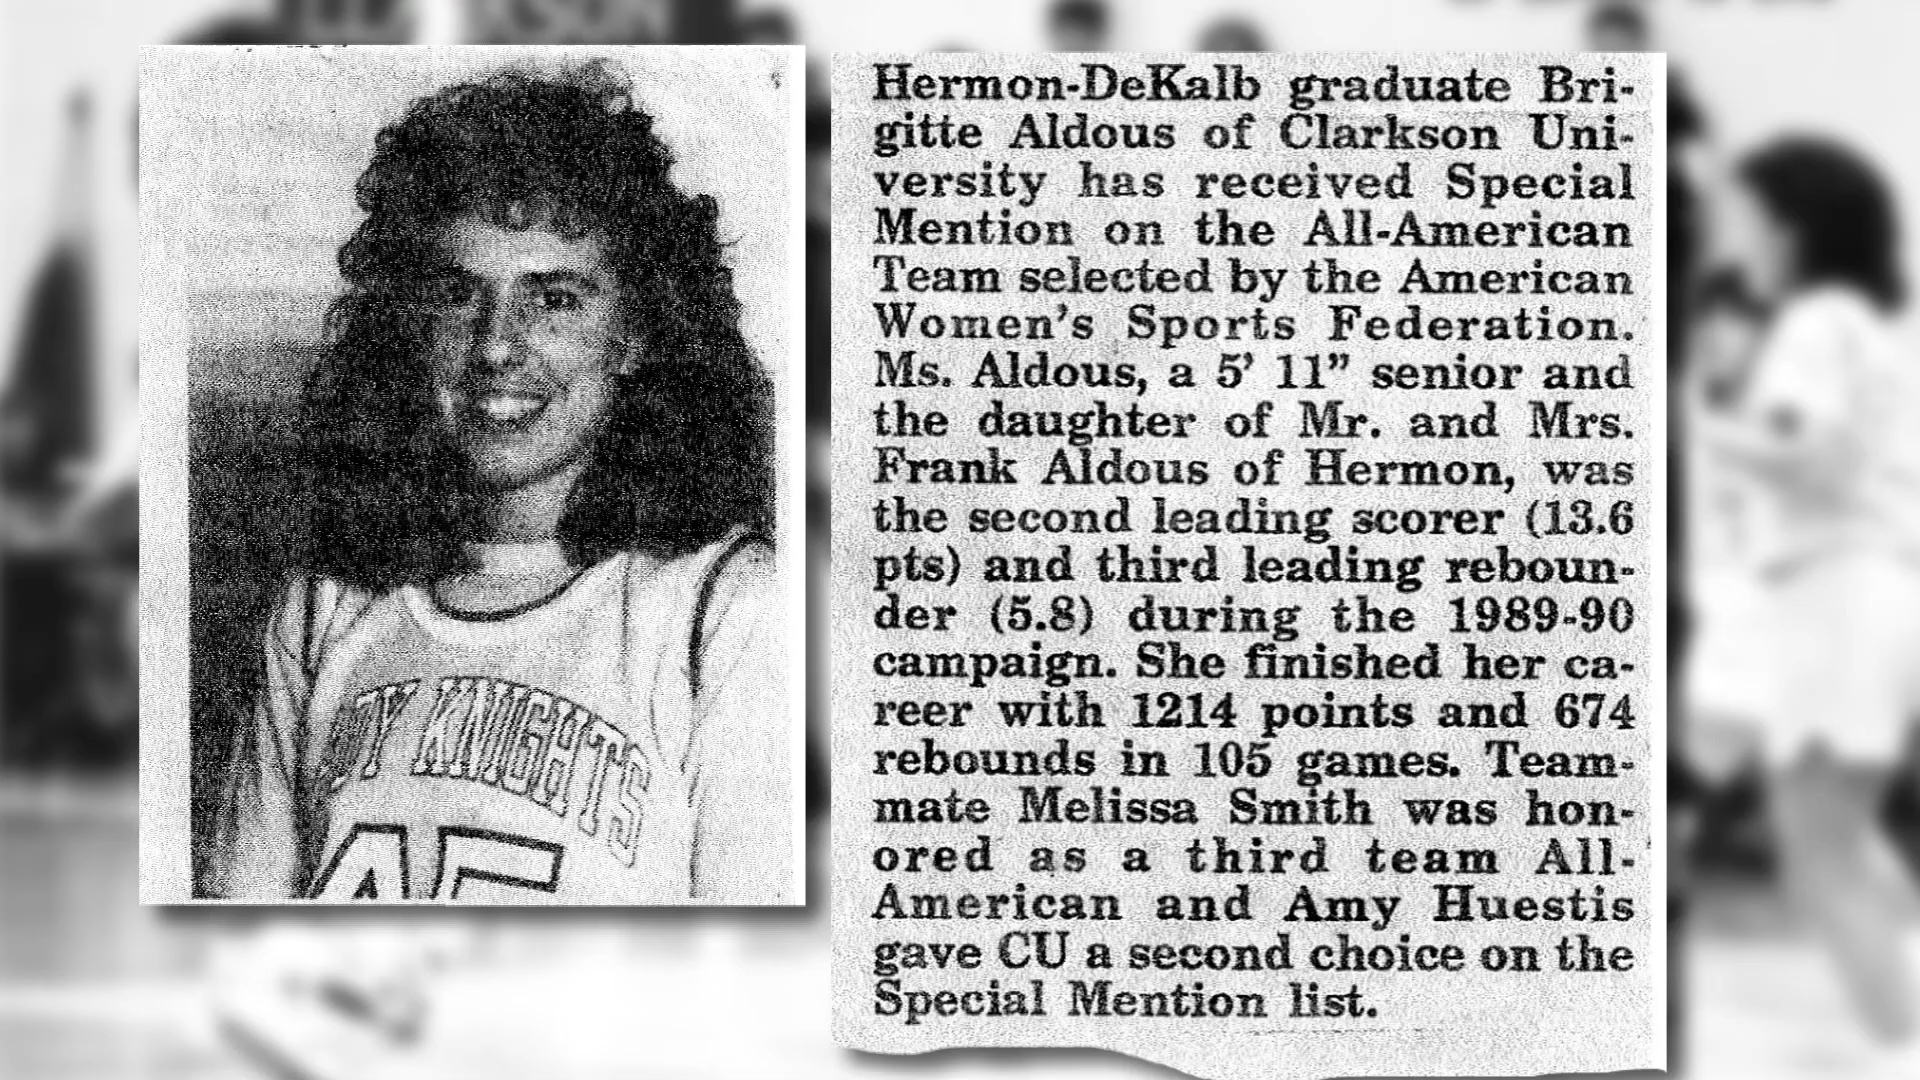 KNIGHTS
45
Hermon-DeKalb graduate Bri-
gitte Aldous of Clarkson Uni-
versity has received Special
Mention on the All-American
Team selected by the American
Women's Sports Federation.
Ms. Aldous, a 5' 11” senior and
the daughter of Mr. and Mrs.
Frank Aldous of Hermon, was
the second leading scorer (13.6
pts) and third leading reboun-
der (5.8) during the 1989-90
campaign. She finished her ca-
reer with 1214 points and 674
rebounds in 105 games. Team-
mate Melissa Smith was hon-
ored as a third team All-
American and Amy Huestis
gave CU a second choice on the
Special Mention list.